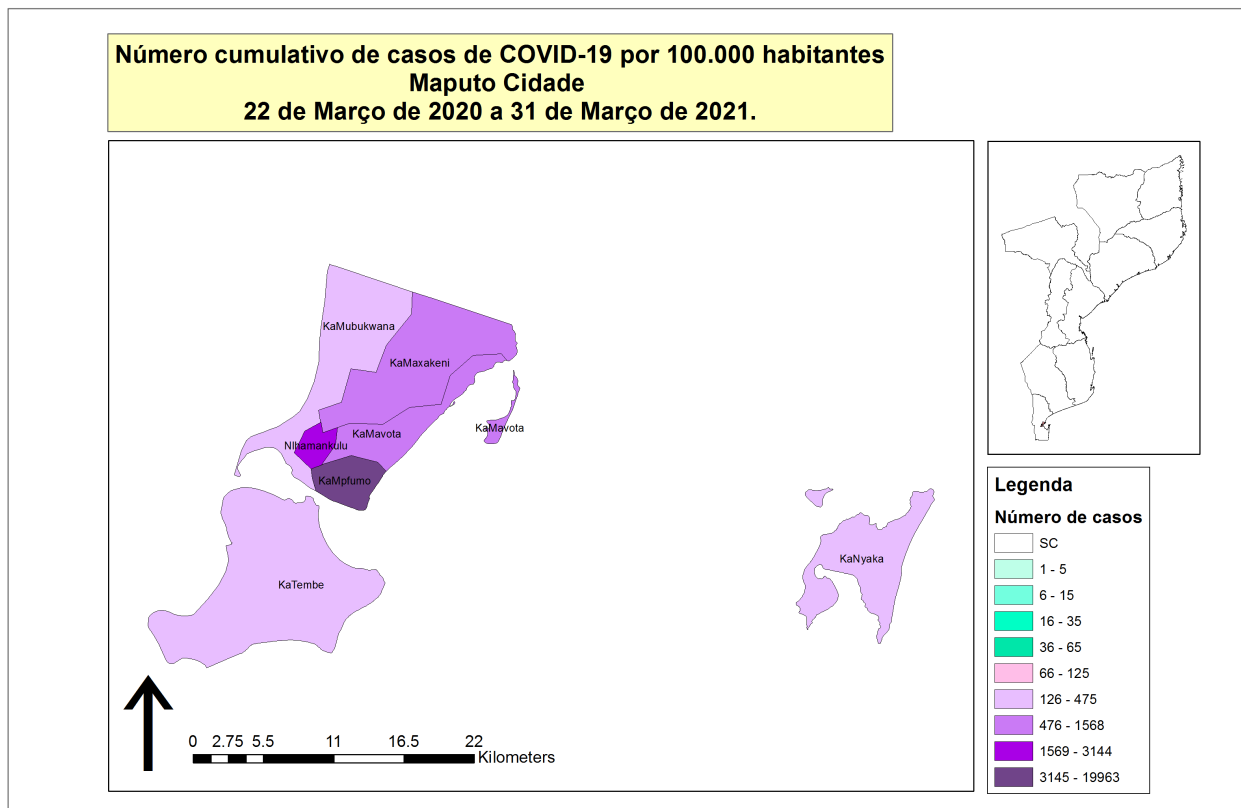 Número cumulativo de casos de COVID-19 por 100.000 habitantes
Maputo Cidade
22 de Março de 2020 a 31 de Março de 2021.
KaMubukwana
KaMaxakeni
KaMavota
KaMavota
Nlhamankulu
KaMpfumo
KaTembe
KaNyaka
0 2.75 5.5 11 16.5 22
Kilometers
Legenda
Número de casos
SC
1 - 5
6 - 15
16 - 35
36 - 65
66 - 125
126 - 475
476 - 1568
1569 - 3144
3145 - 19963